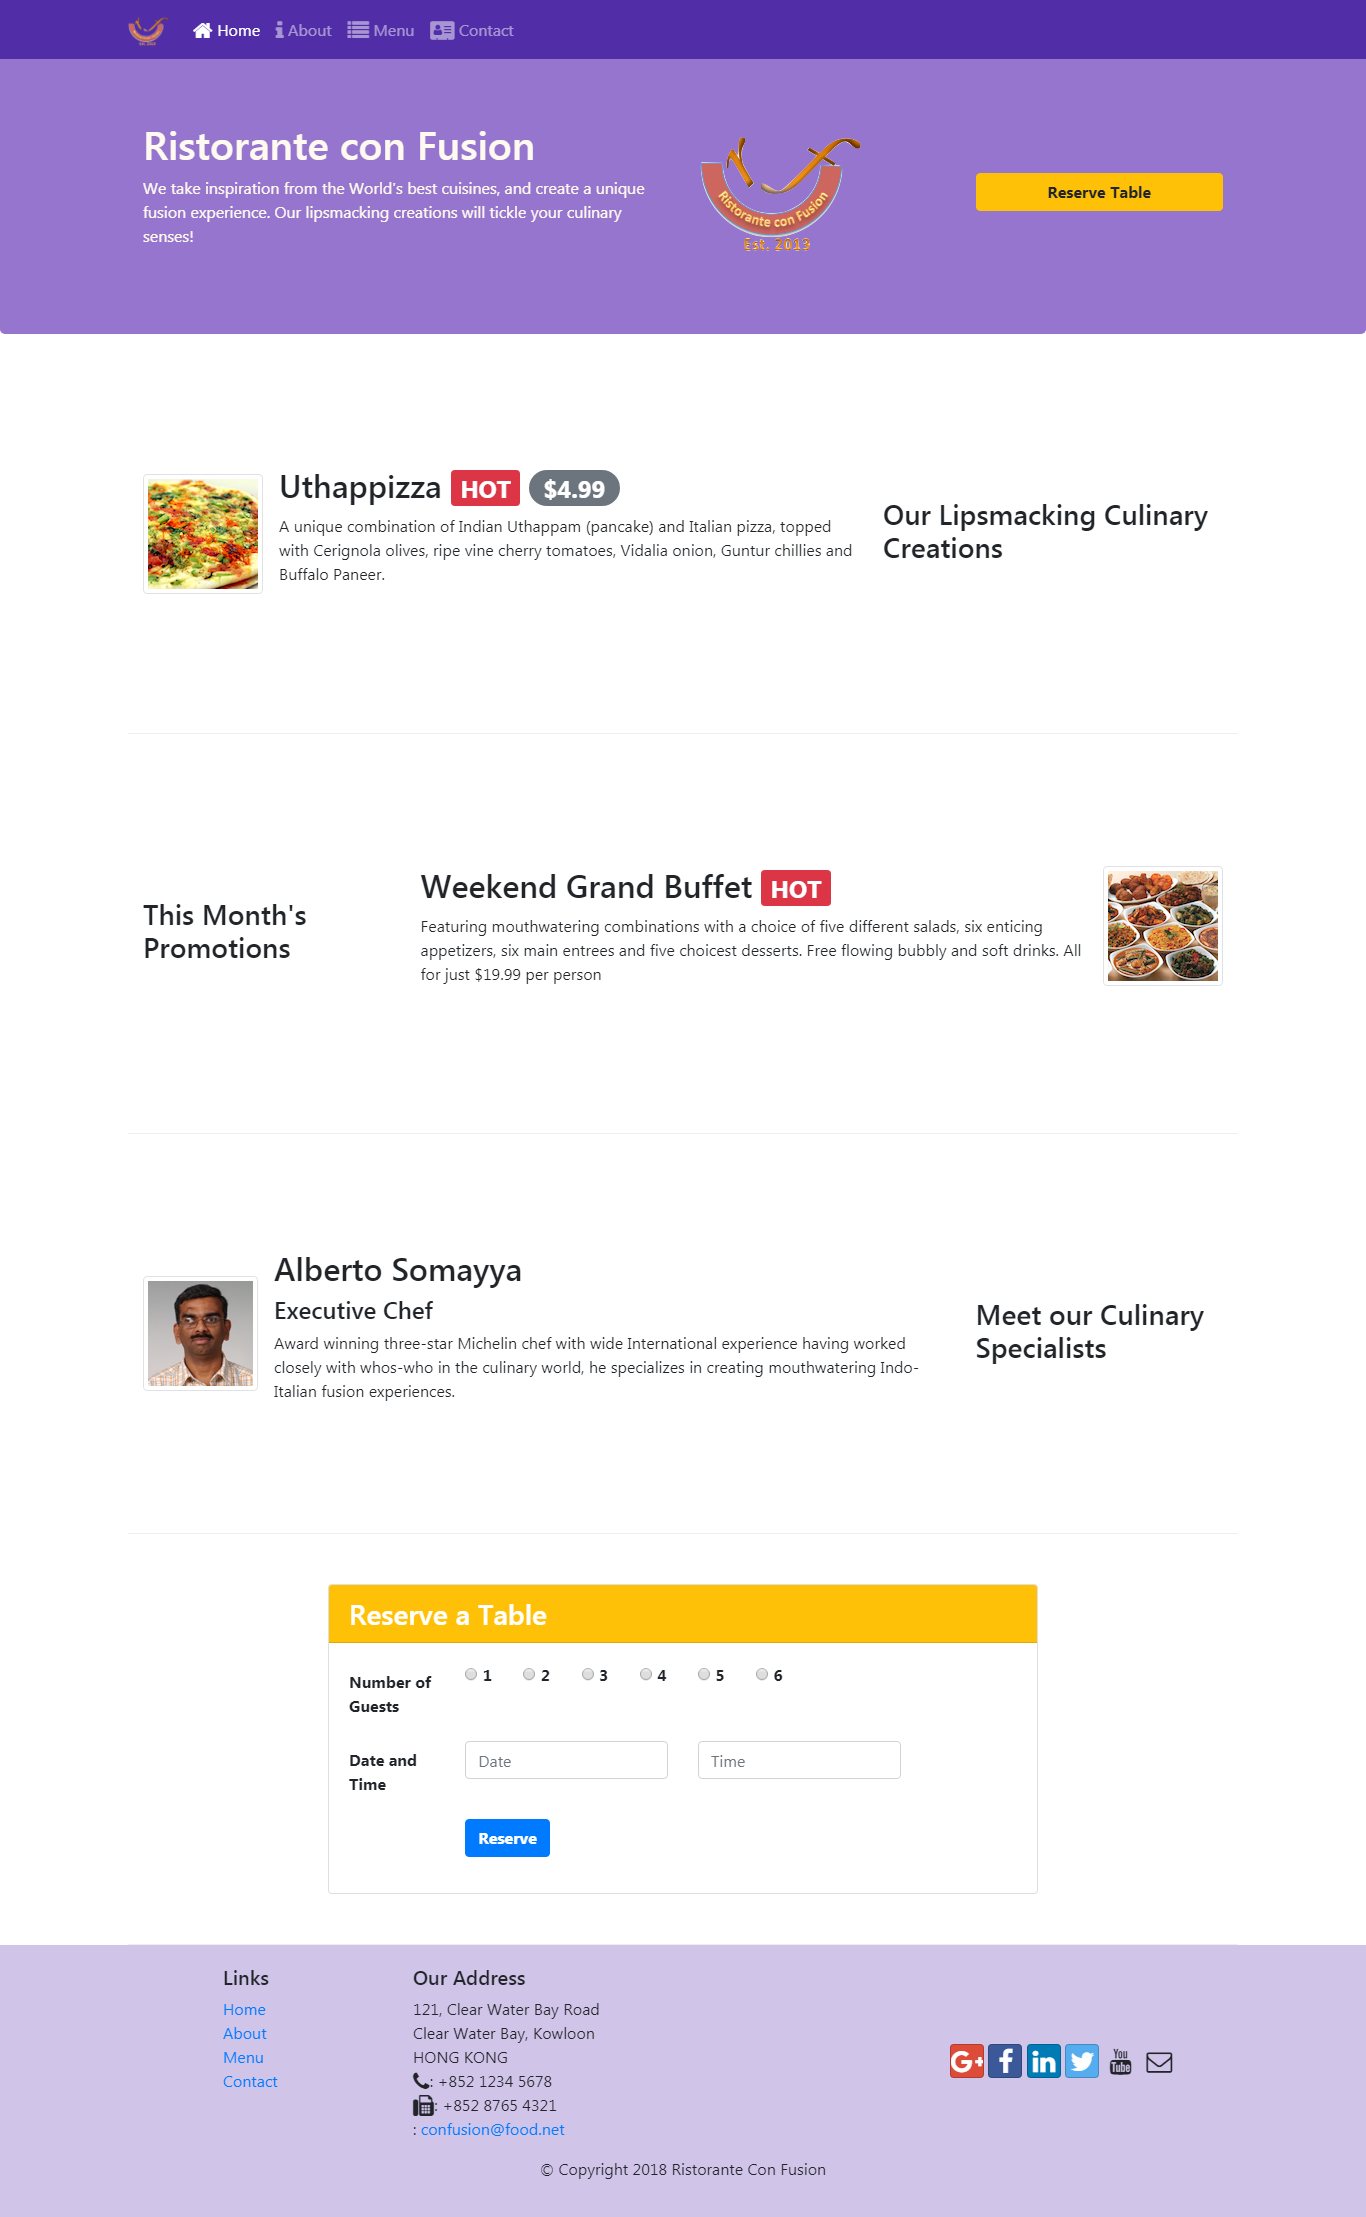 Home About Menu Contact
Ristorante con Fusion
We take inspiration from the World's best cuisines, and create a unique
fusion experience. Our lipsmacking creations will tickle your culinary
senses!
Ristorante con Fusion
Est. 2013
Reserve Table
Uthappizza HOT $4.99
A unique combination of Indian Uthappam (pancake) and Italian pizza, topped
with Cerignola olives, ripe vine cherry tomatoes, Vidalia onion, Guntur chillies and
Buffalo Paneer.
Our Lipsmacking Culinary
Creations
This Month's
Promotions
Weekend Grand Buffet HOT
Featuring mouthwatering combinations with a choice of five different salads, six enticing
appetizers, six main entrees and five choicest desserts. Free flowing bubbly and soft drinks. All
for just $19.99 per person
Alberto Somayya
Executive Chef
Award winning three-star Michelin chef with wide International experience having worked
closely with whos-who in the culinary world, he specializes in creating mouthwatering Indo-
Italian fusion experiences.
Meet our Culinary
Specialists
Reserve a Table
Number of
Guests
1 2 3 4 5 6
Date and
Time
Date Time
Reserve
Links
Home
About
Menu
Contact
Our Address
121, Clear Water Bay Road
Clear Water Bay, Kowloon
HONG KONG
: +852 1234 5678
: +852 8765 4321
: confusion@food.net
G+ f in You Tube
© Copyright 2018 Ristorante Con Fusion